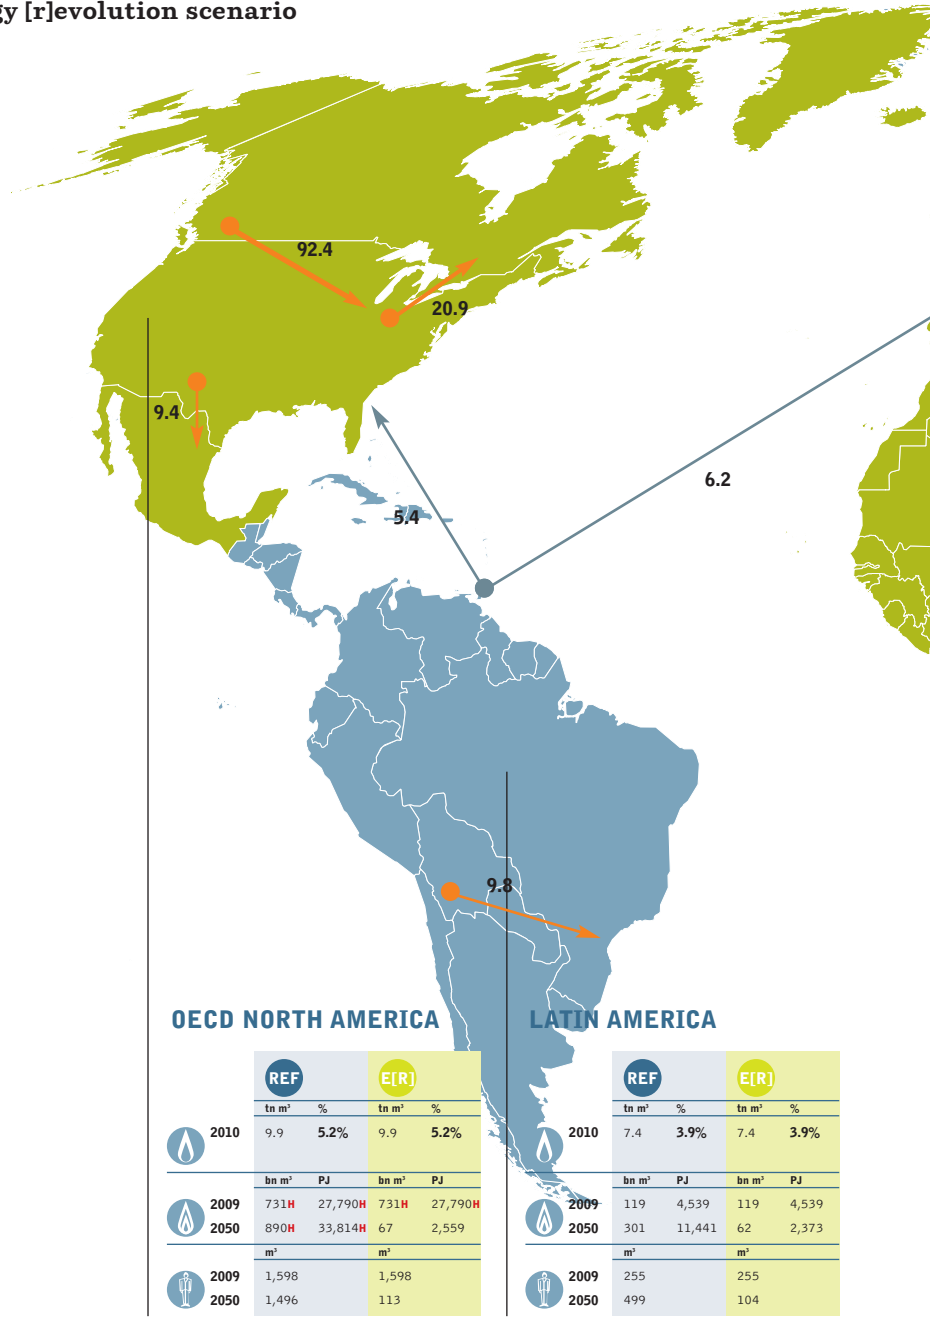 gy [r]evolution scenario
92.4
20.9
9.4
6.2
5.4
9.8
OECD NORTH AMERICA
REF E[R]
tn m³ % tn m³ %
2010 9.9 5.2% 9.9 5.2%
bn m³ PJ bn m³ PJ
2009 731H 27,790H 731H 27,790H
2050 890H 33,814H 67 2,559
m³ m³
2009 1,598 1,598
2050 1,496 113
LATIN AMERICA
REF E[R]
tn m³ % tn m³ %
2010 7.4 3.9% 7.4 3.9%
bn m³ PJ bn m³ PJ
2009 119 4,539 119 4,539
2050 301 11,441 62 2,373
m³ m³
2009 255 255
2050 499 104